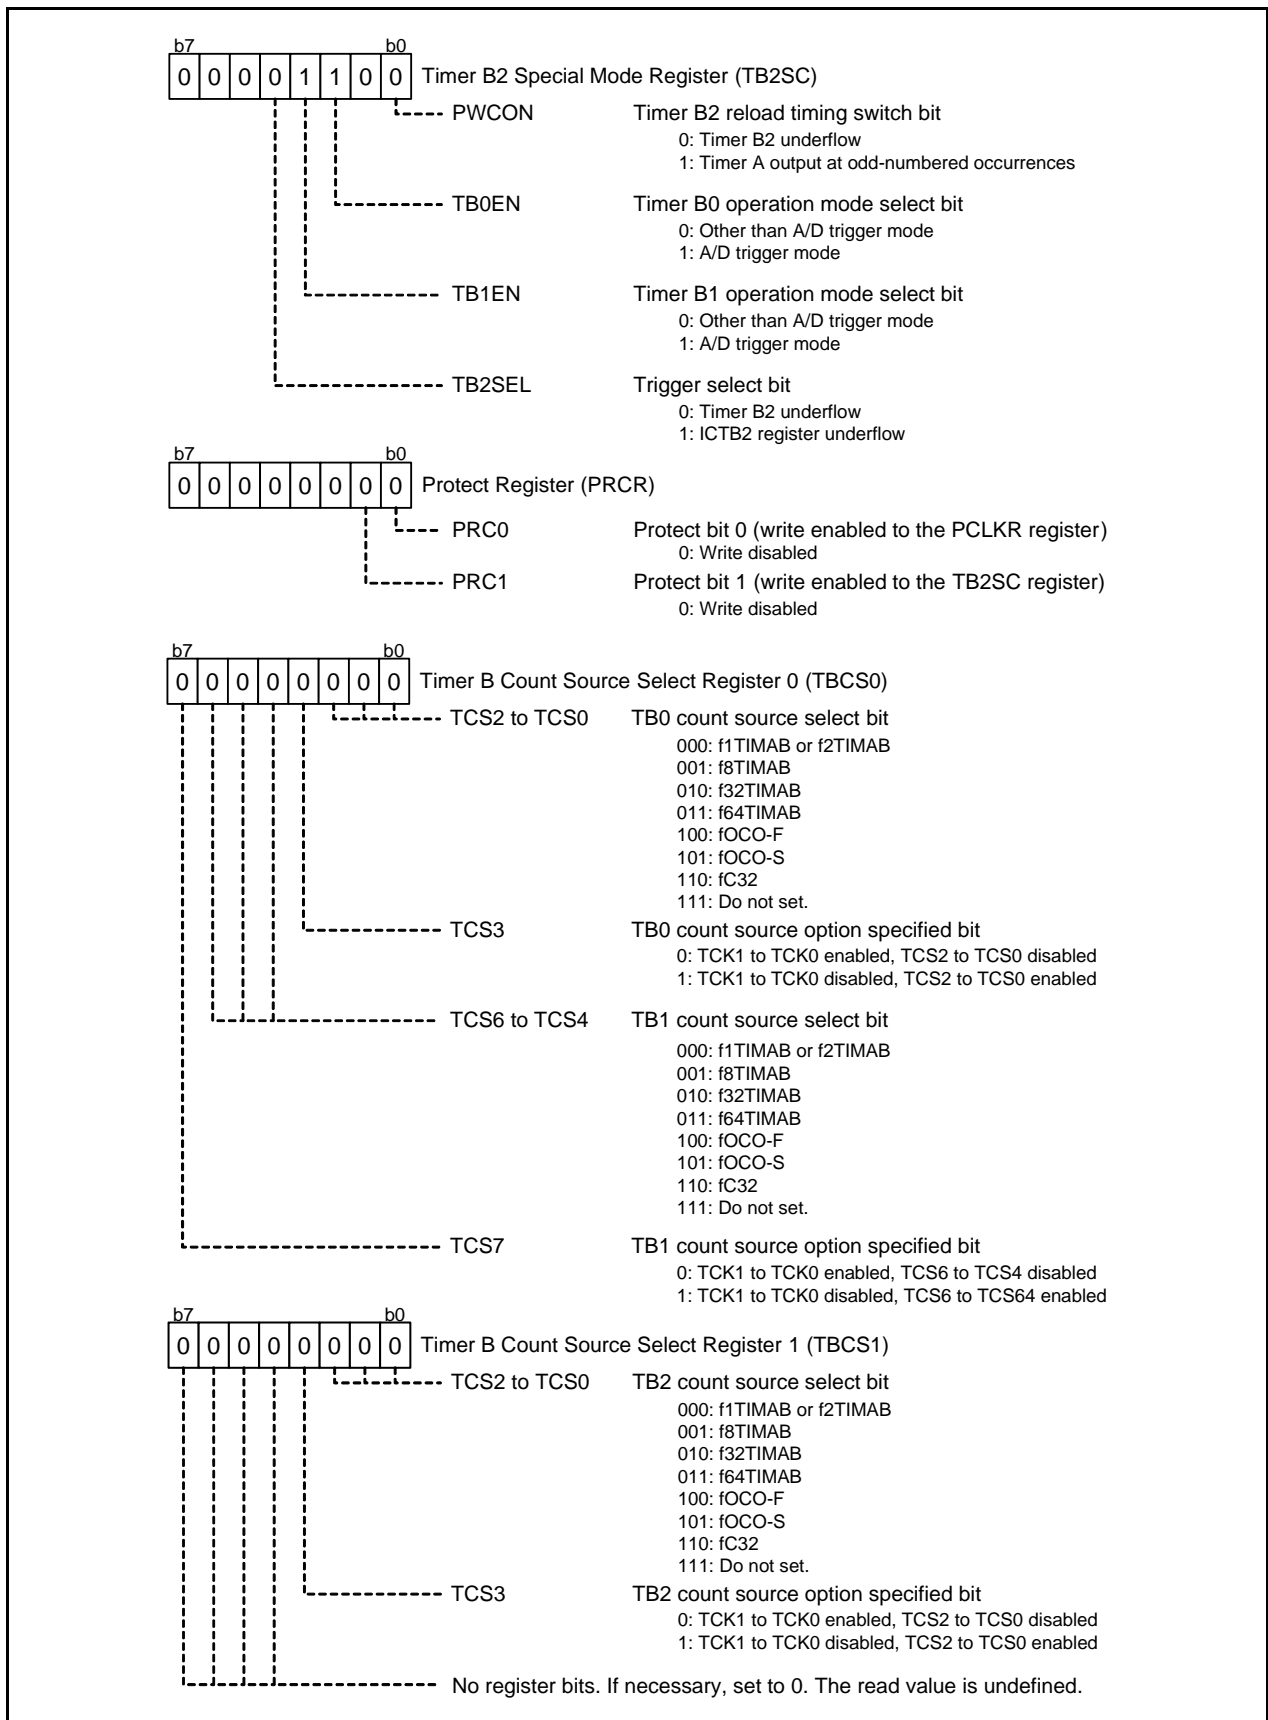 b7 b0
0 0 0 0 1 1 0 0 Timer B2 Special Mode Register (TB2SC)
PWCON Timer B2 reload timing switch bit
0: Timer B2 underflow
1: Timer A output at odd-numbered occurrences
TB0EN Timer B0 operation mode select bit
0: Other than A/D trigger mode
1: A/D trigger mode
TB1EN Timer B1 operation mode select bit
0: Other than A/D trigger mode
1: A/D trigger mode
TB2SEL Trigger select bit
0: Timer B2 underflow
1: ICTB2 register underflow
b7 b0
0 0 0 0 0 0 0 0 Protect Register (PRCR)
PRC0 Protect bit 0 (write enabled to the PCLKR register)
0: Write disabled
PRC1 Protect bit 1 (write enabled to the TB2SC register)
0: Write disabled
b7 b0
0 0 0 0 0 0 0 0 Timer B Count Source Select Register 0 (TBCS0)
TCS2 to TCS0 TB0 count source select bit
000: f1TIMAB or f2TIMAB
001: f8TIMAB
010: f32TIMAB
011: f64TIMAB
100: fOCO-F
101: fOCO-S
110: fC32
111: Do not set.
TCS3 TB0 count source option specified bit
0: TCK1 to TCK0 enabled, TCS2 to TCS0 disabled
1: TCK1 to TCK0 disabled, TCS2 to TCS0 enabled
TCS6 to TCS4 TB1 count source select bit
000: f1TIMAB or f2TIMAB
001: f8TIMAB
010: f32TIMAB
011: f64TIMAB
100: fOCO-F
101: fOCO-S
110: fC32
111: Do not set.
TCS7 TB1 count source option specified bit
0: TCK1 to TCK0 enabled, TCS6 to TCS4 disabled
1: TCK1 to TCK0 disabled, TCS6 to TCS64 enabled
b7 b0
0 0 0 0 0 0 0 0 Timer B Count Source Select Register 1 (TBCS1)
TCS2 to TCS0 TB2 count source select bit
000: f1TIMAB or f2TIMAB
001: f8TIMAB
010: f32TIMAB
011: f64TIMAB
100: fOCO-F
101: fOCO-S
110: fC32
111: Do not set.
TCS3 TB2 count source option specified bit
0: TCK1 to TCK0 enabled, TCS2 to TCS0 disabled
1: TCK1 to TCK0 disabled, TCS2 to TCS0 enabled
No register bits. If necessary, set to 0. The read value is undefined.